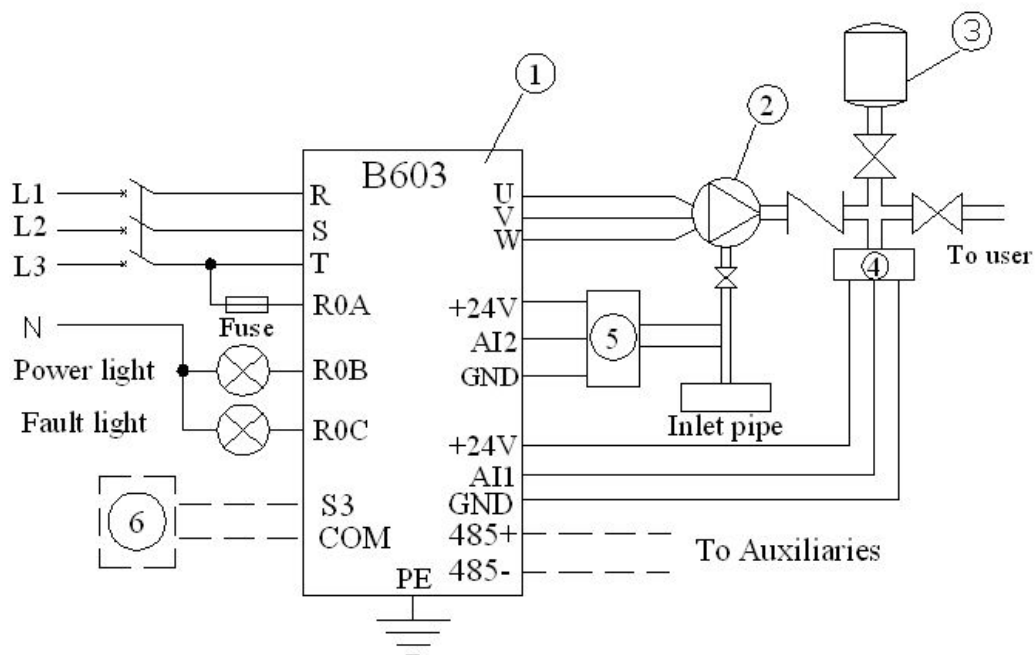 ③
①
②
B603
L1
R
U
L2
S
V
L3
T
W
④
To user
R0A
+24V
N
Fuse
AI2
⑤
Power light
R0B
GND
Inlet pipe
Fault light
R0C
+24V
AI1
⑥
S3
GND
COM
485+
To Auxiliaries
485-
PE